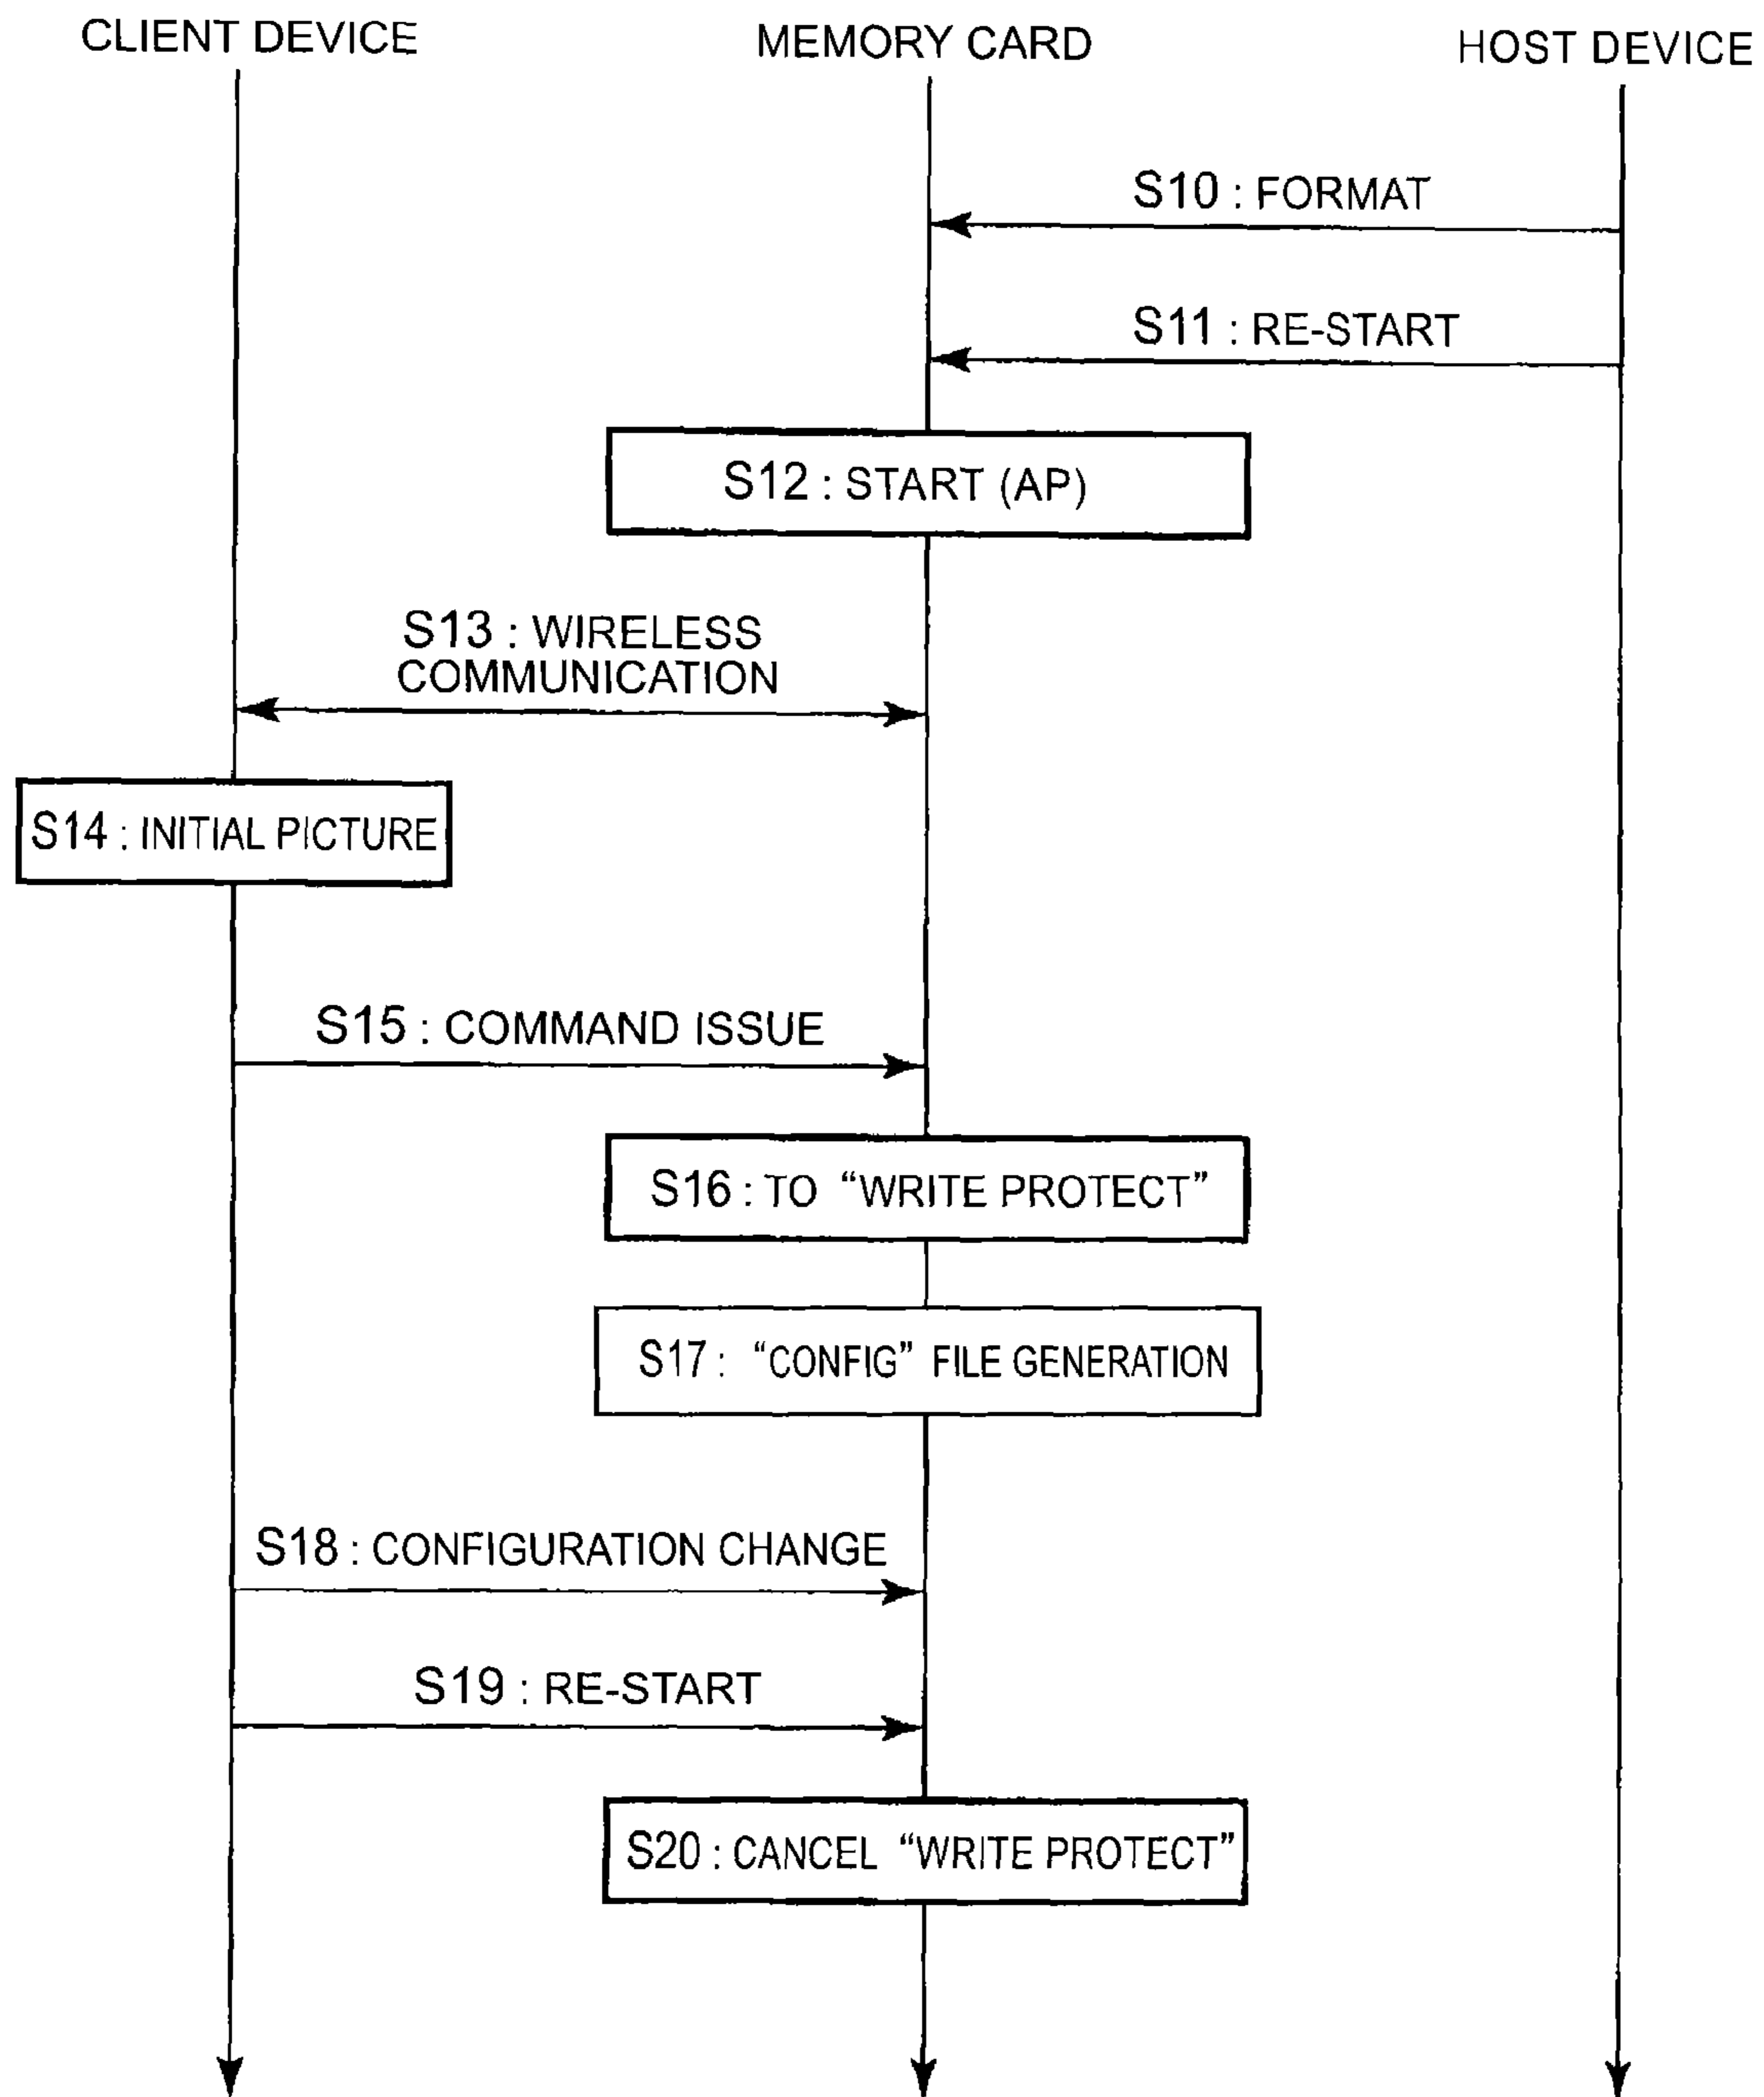 CLIENT DEVICE
MEMORY CARD
HOST DEVICE
S10 : FORMAT
S11 : RE-START
S12 : START (AP)
S13 : WIRELESS
COMMUNICATION
S14 : INITIAL PICTURE
S15 : COMMAND ISSUE
S16 : TO “WRITE PROTECT”
S17 : “CONFIG” FILE GENERATION
S18 : CONFIGURATION CHANGE
S19 : RE-START
S20 : CANCEL “WRITE PROTECT”